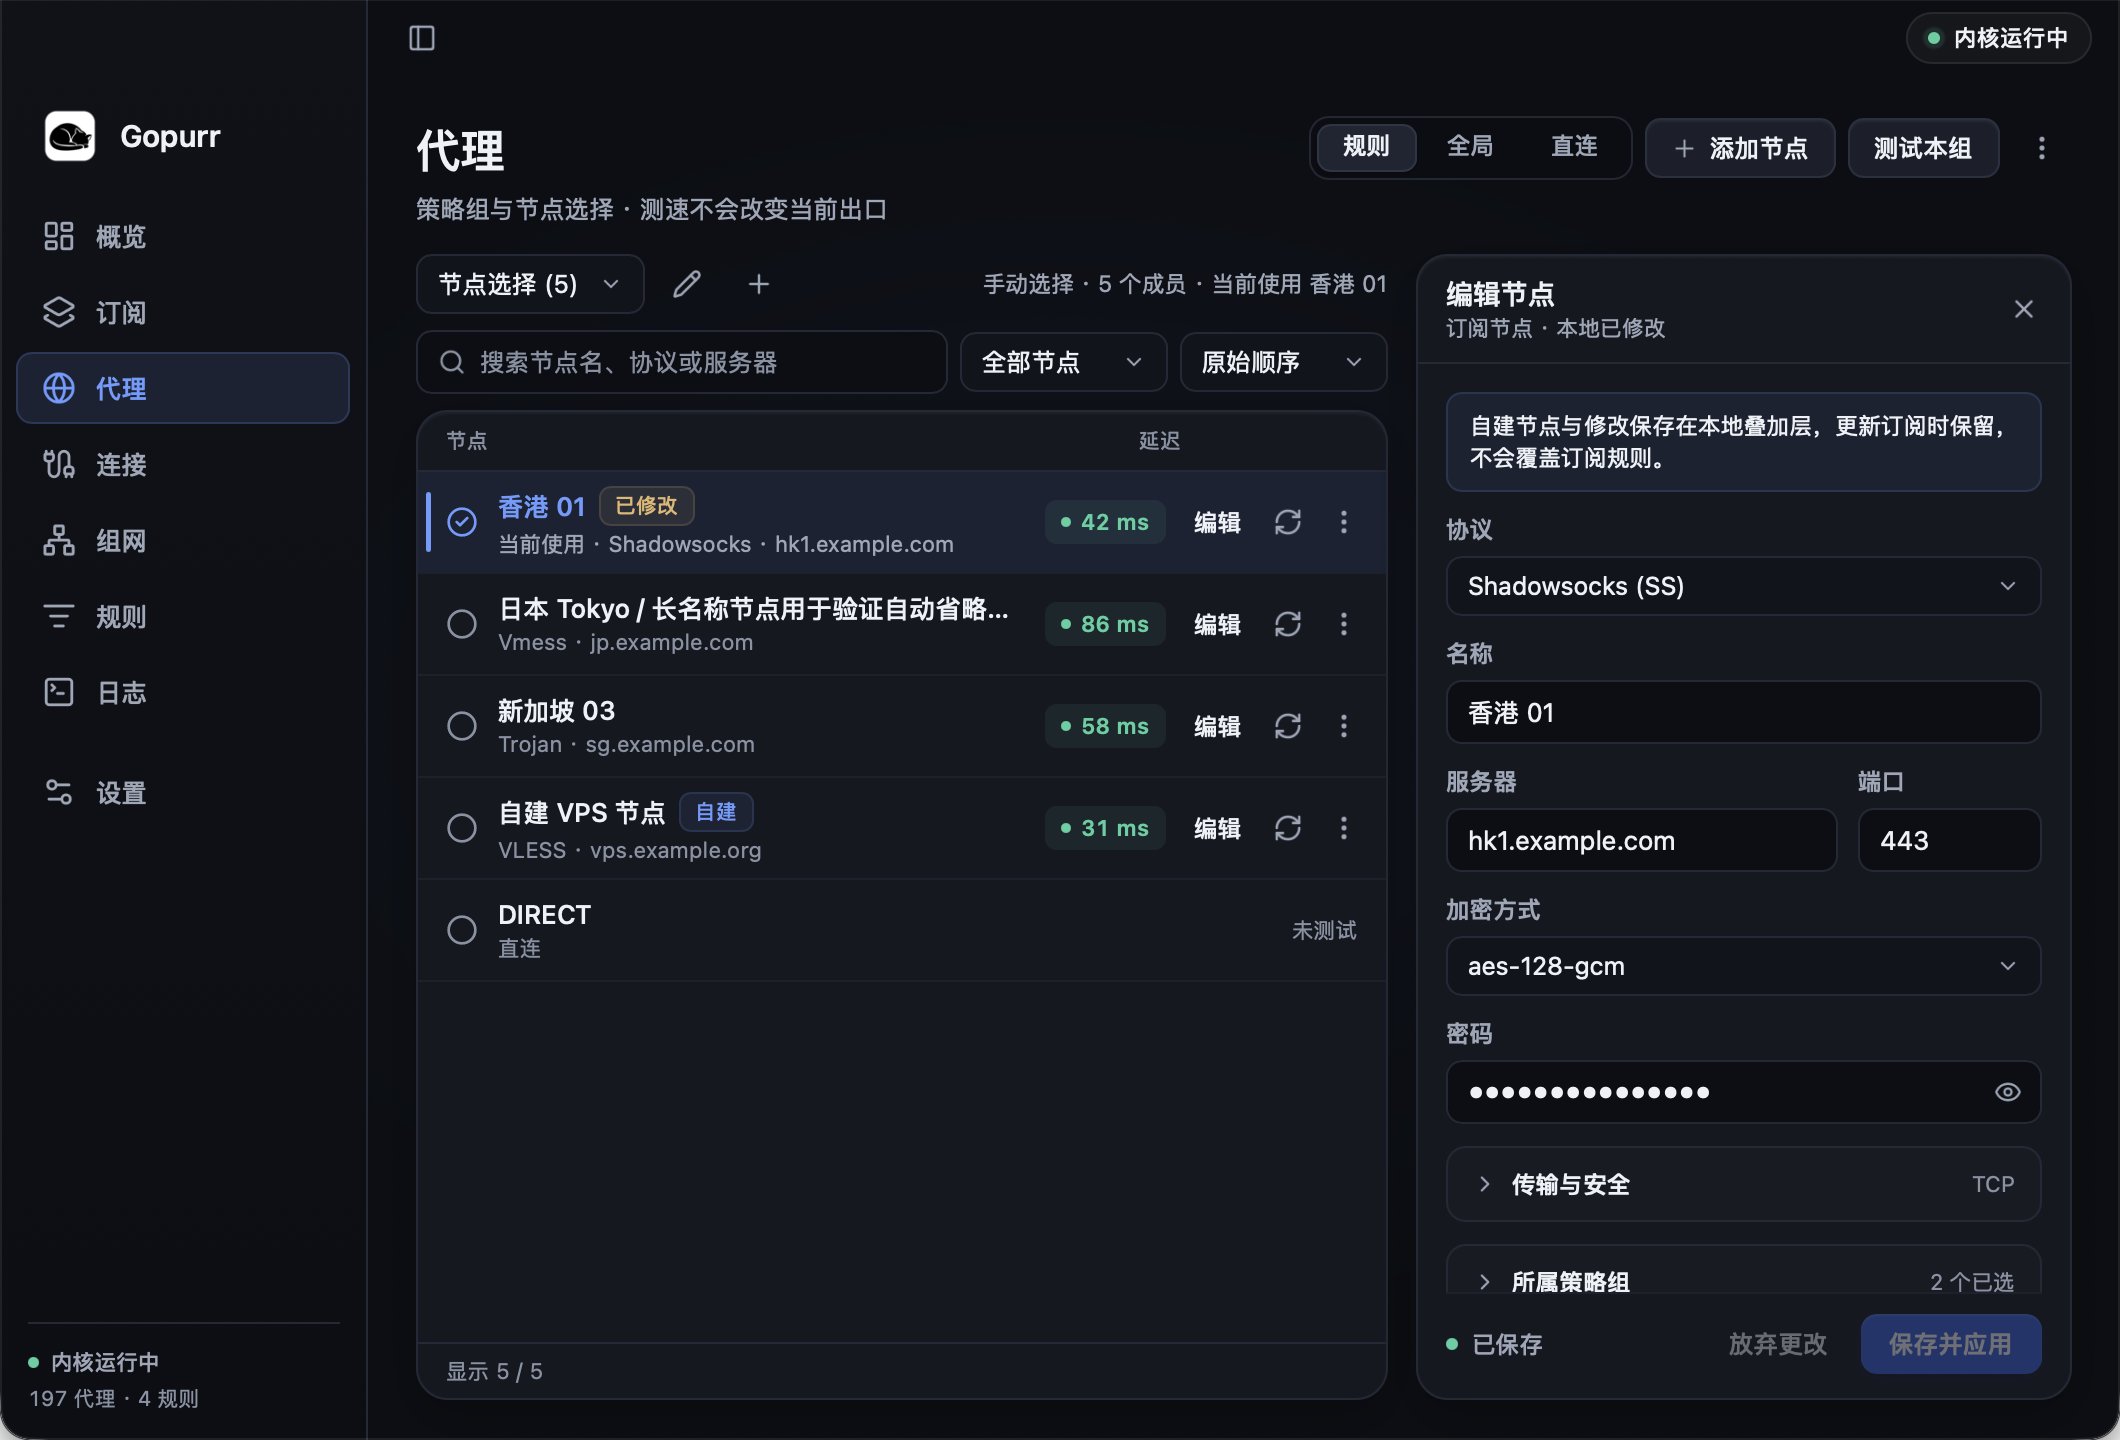 内核运行中
Gopurr
概览
订阅
代理
连接
组网
规则
日志
设置
内核运行中
197 代理 · 4 规则
代理
策略组与节点选择 · 测速不会改变当前出口
规则
全局
直连
添加节点
测试本组
节点选择 (5)
手动选择 · 5 个成员 · 当前使用 香港 01
搜索节点名、协议或服务器
全部节点
原始顺序
节点
延迟
香港 01
已修改
当前使用 · Shadowsocks · hk1.example.com
42 ms
编辑
日本 Tokyo / 长名称节点用于验证自动省略...
Vmess · jp.example.com
86 ms
编辑
新加坡 03
Trojan · sg.example.com
58 ms
编辑
自建 VPS 节点
自建
VLESS · vps.example.org
31 ms
编辑
DIRECT
直连
未测试
显示 5 / 5
编辑节点
订阅节点 · 本地已修改
自建节点与修改保存在本地叠加层，更新订阅时保留，
不会覆盖订阅规则。
协议
Shadowsocks (SS)
名称
香港 01
服务器
端口
hk1.example.com
443
加密方式
aes-128-gcm
密码
•••••••••••••••
传输与安全
TCP
所属策略组
2 个已选
已保存
放弃更改
保存并应用